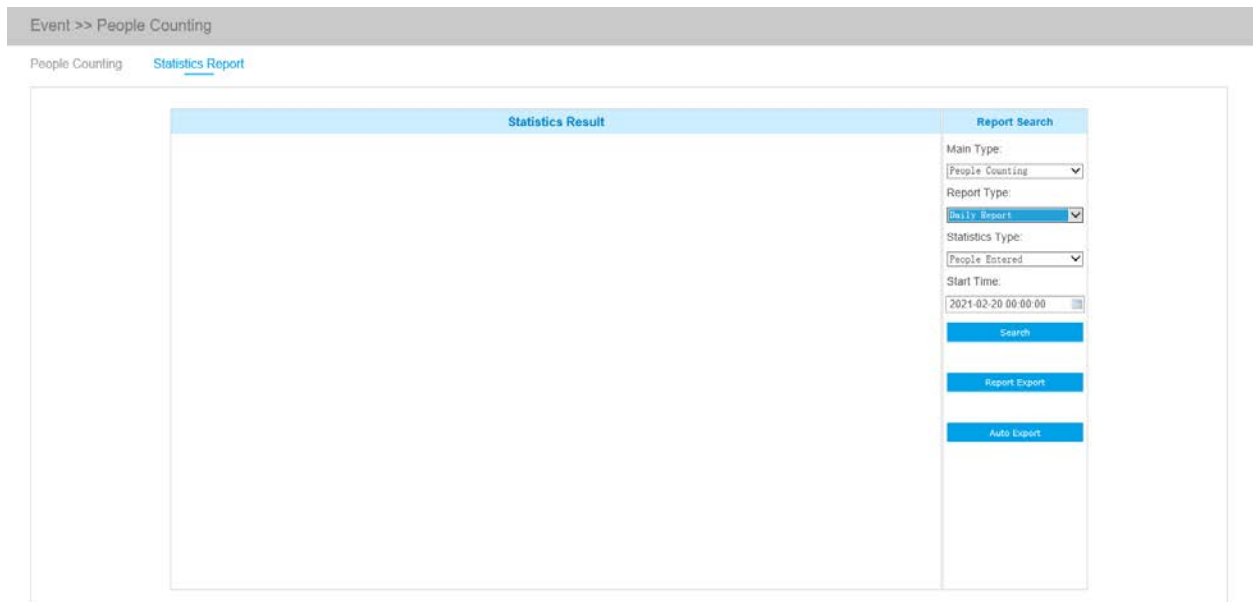 Event >> People Counting
People Counting Statistics Report
Statistics Result
Report Search
Main Type:
People Counting
Report Type:
Daily Report
Statistics Type:
People Entered
Start Time:
2021-02-20 00:00:00
Search
Report Export
Auto Export